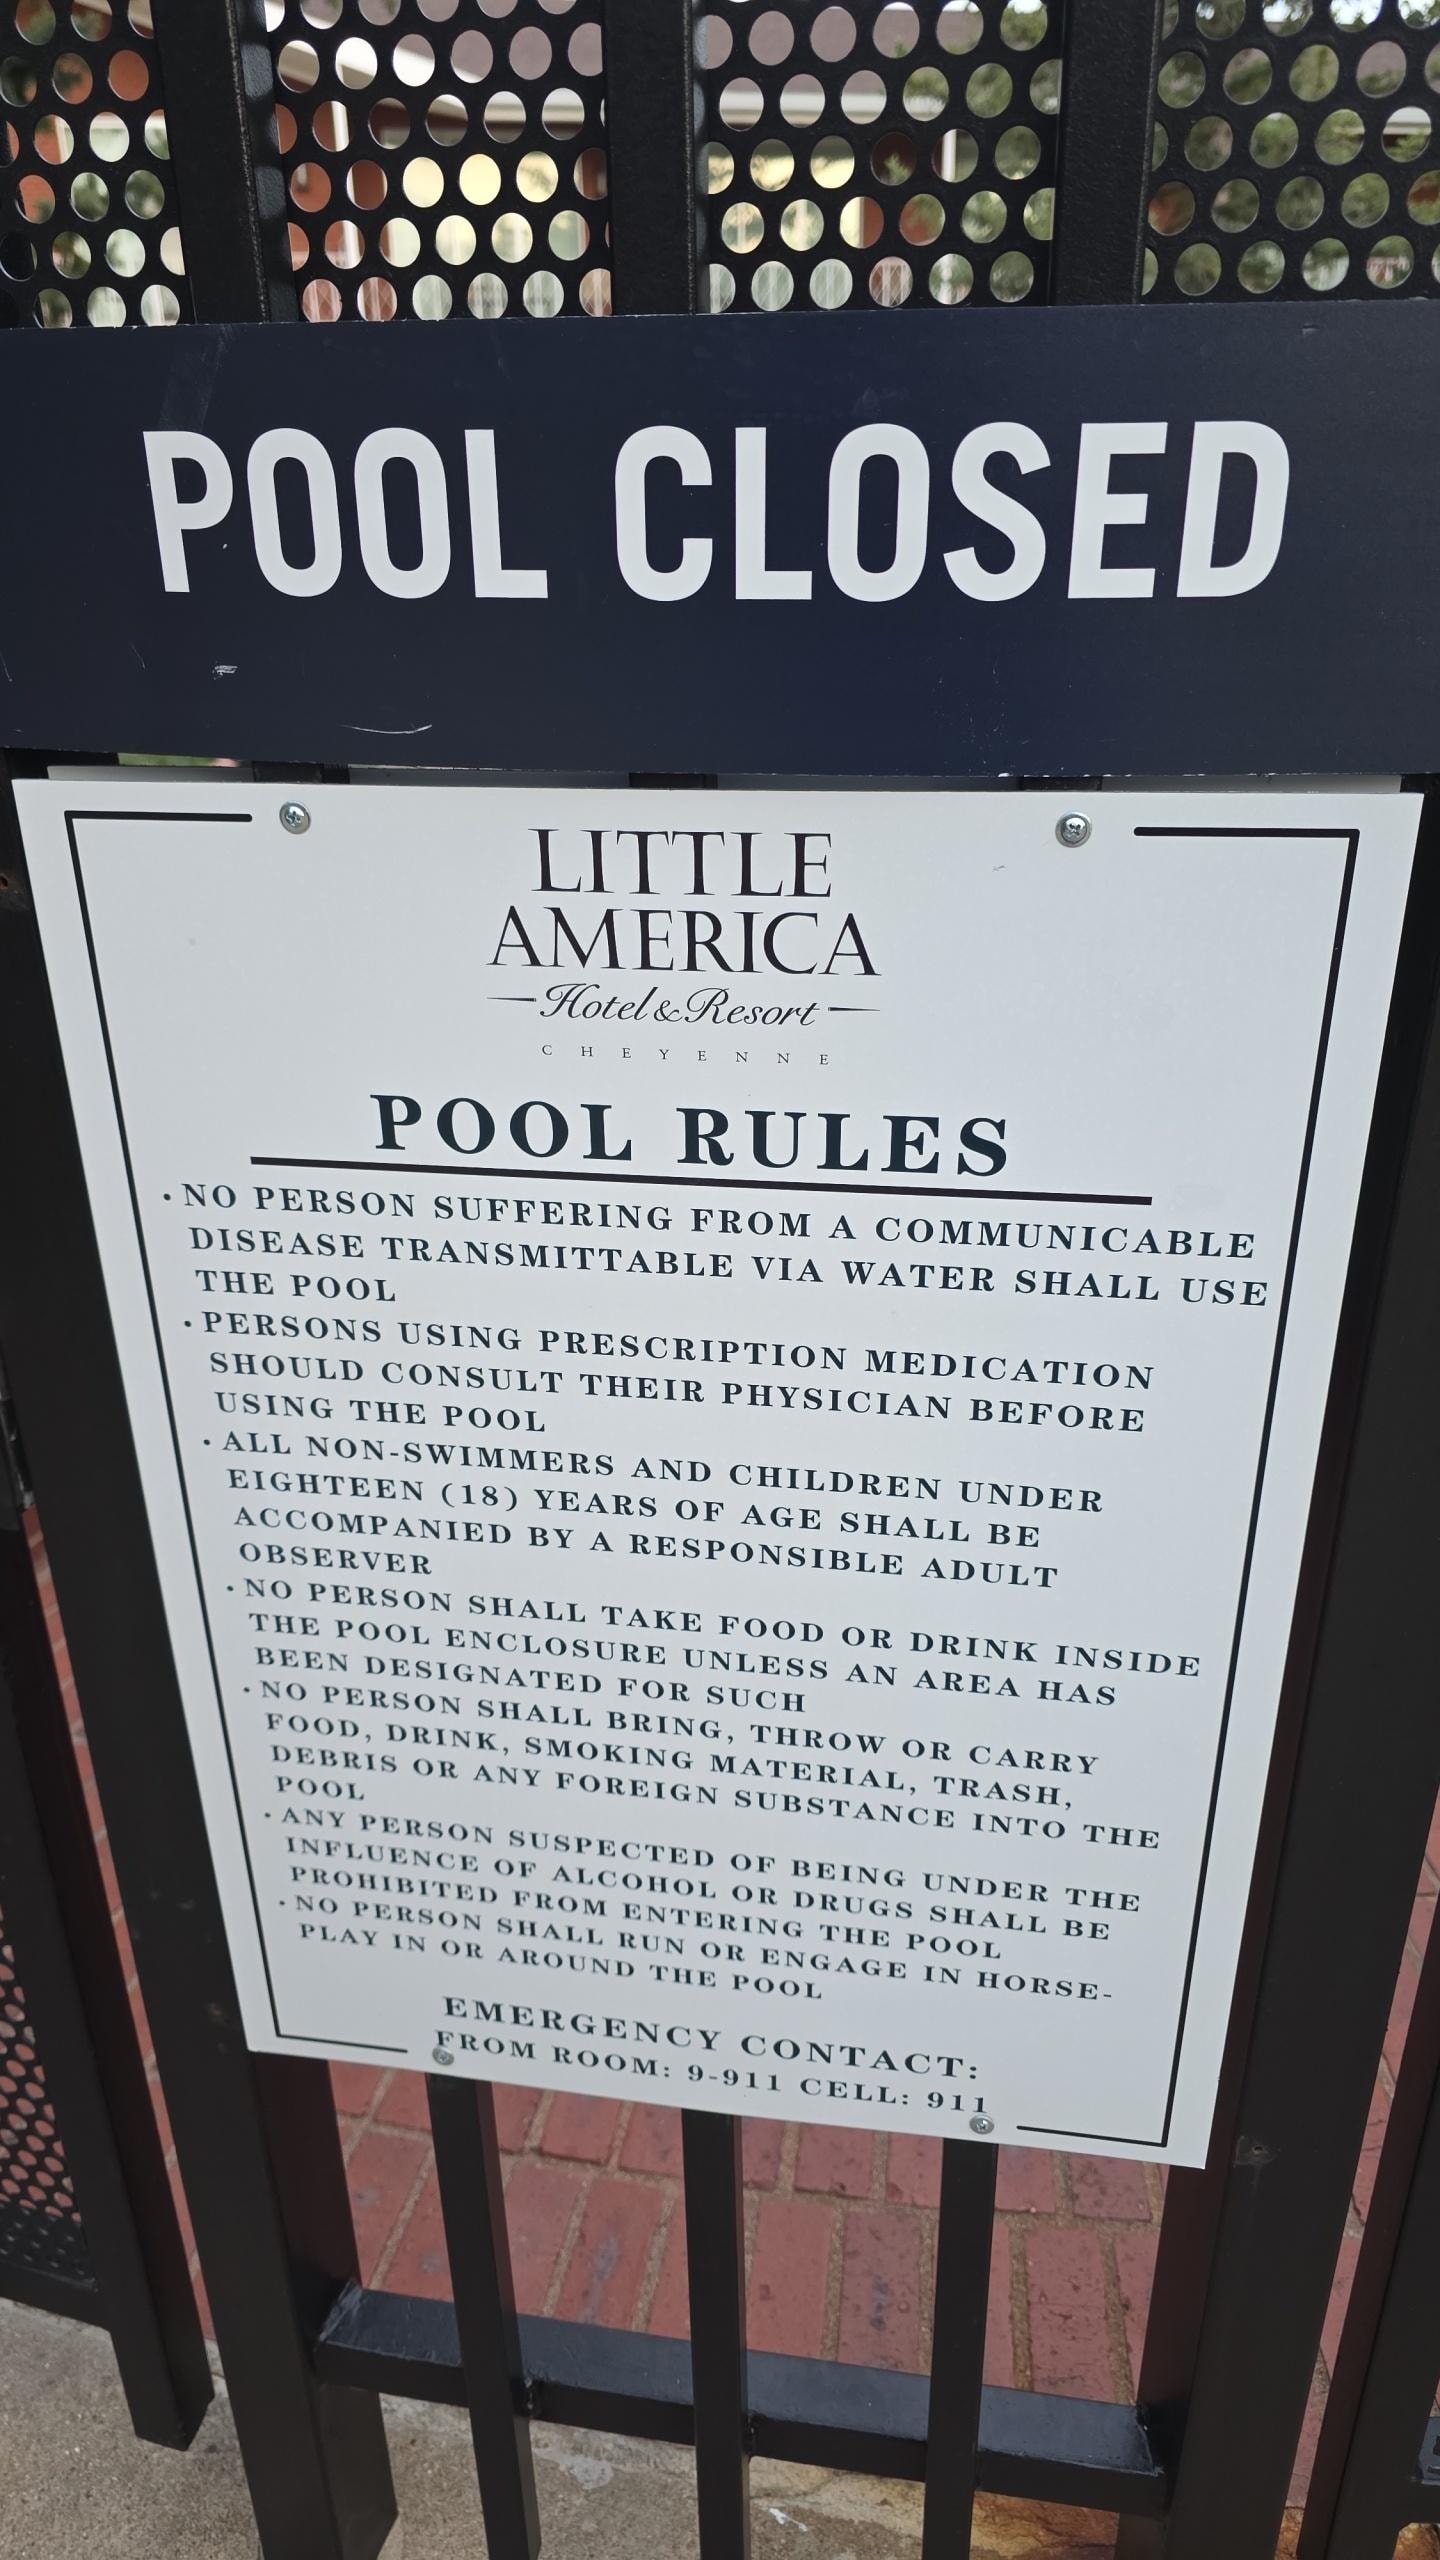 POOL CLOSED
LITTLE
AMERICA
Hotel & Resort
CHEYENNE
POOL RULES
• NO PERSON SUFFERING FROM A COMMUNICABLE
DISEASE TRANSMITTABLE VIA WATER SHALL USE
THE POOL
• PERSONS USING PRESCRIPTION MEDICATION
SHOULD CONSULT THEIR PHYSICIAN BEFORE
USING THE POOL
• ALL NON-SWIMMERS AND CHILDREN UNDER
EIGHTEEN (18) YEARS OF AGE SHALL BE
ACCOMPANIED BY A RESPONSIBLE ADULT
OBSERVER
• NO PERSON SHALL TAKE FOOD OR DRINK INSIDE
THE POOL ENCLOSURE UNLESS AN AREA HAS
BEEN DESIGNATED FOR SUCH
• NO PERSON SHALL BRING, THROW OR CARRY
FOOD, DRINK, SMOKING MATERIAL, TRASH,
DEBRIS OR ANY FOREIGN SUBSTANCE INTO THE
POOL
• ANY PERSON SUSPECTED OF BEING UNDER THE
INFLUENCE OF ALCOHOL OR DRUGS SHALL BE
PROHIBITED FROM ENTERING THE POOL
• NO PERSON SHALL RUN OR ENGAGE IN HORSE-
PLAY IN OR AROUND THE POOL
EMERGENCY CONTACT:
FROM ROOM: 9-911 CELL: 911